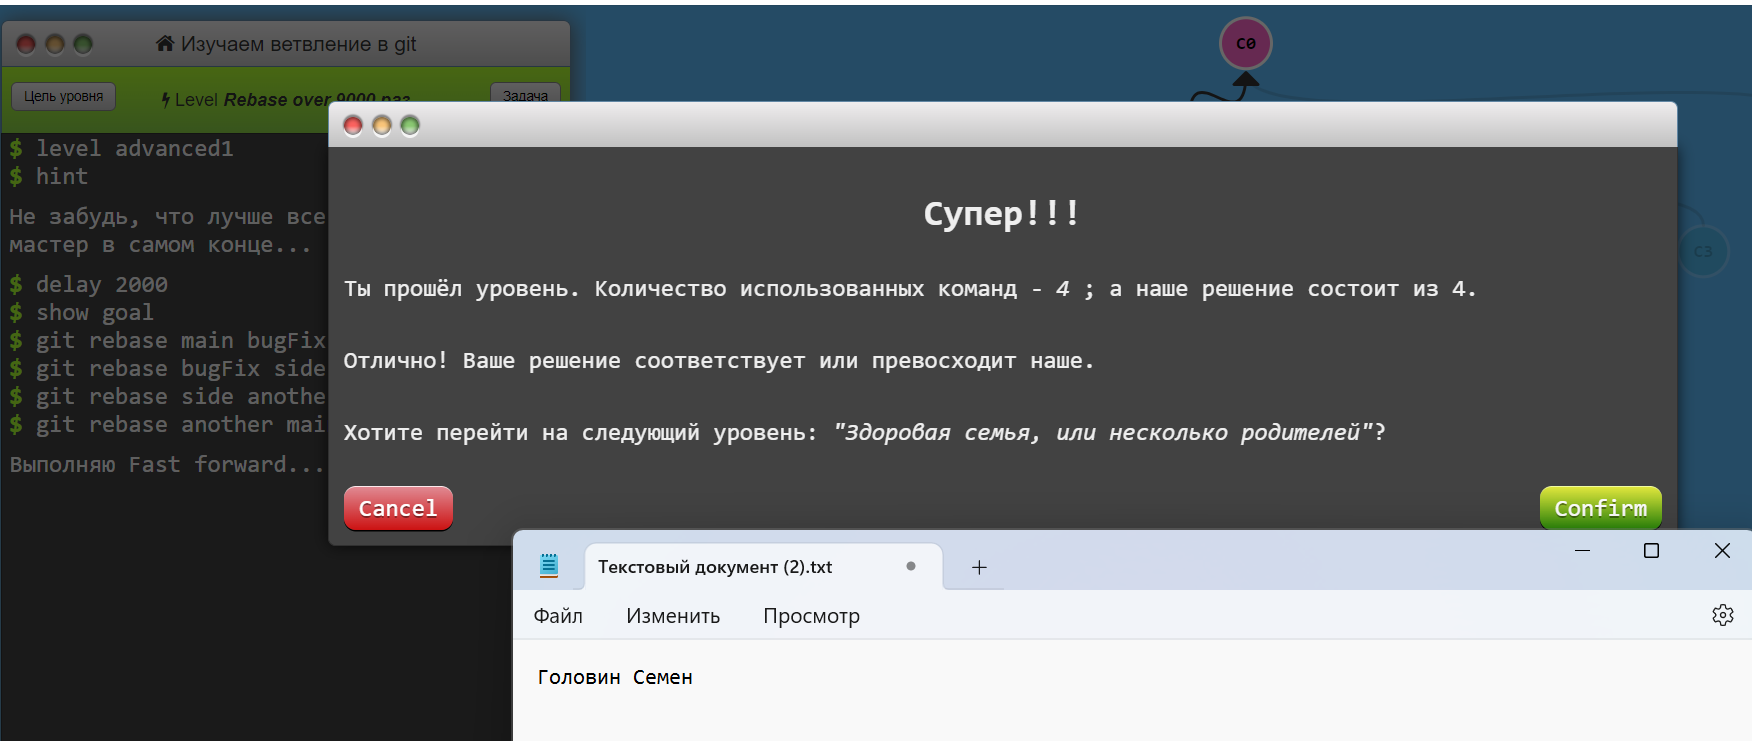 Изучаем ветвление в git
C0
Цель уровня
Level Rebase over 9000 раз
Задача
$ level advanced1
$ hint
Не забудь, что лучше все
мастер в самом конце...
$ delay 2000
$ show goal
$ git rebase main bugFix
$ git rebase bugFix side
$ git rebase side anothe
$ git rebase another mai
Выполняю Fast forward...
Супер!!!
Ты прошёл уровень. Количество использованных команд - 4 ; а наше решение состоит из 4.
Отлично! Ваше решение соответствует или превосходит наше.
Хотите перейти на следующий уровень: "Здоровая семья, или несколько родителей"?
Cancel
Confirm
C3
Текстовый документ (2).txt
Файл
Изменить
Просмотр
Головин Семен